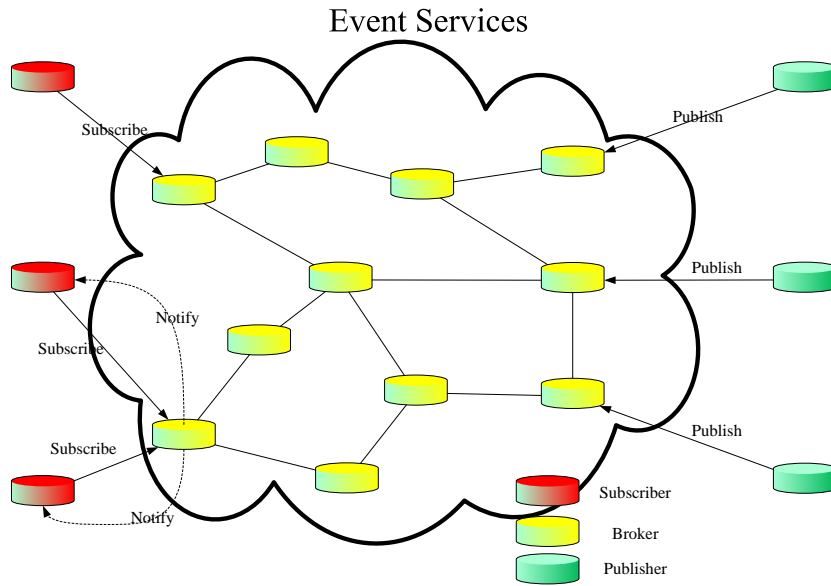 Event Services
Subscribe
Publish
Publish
Notify
Subscribe
Publish
Subscribe
Notify
Subscriber
Broker
Publisher